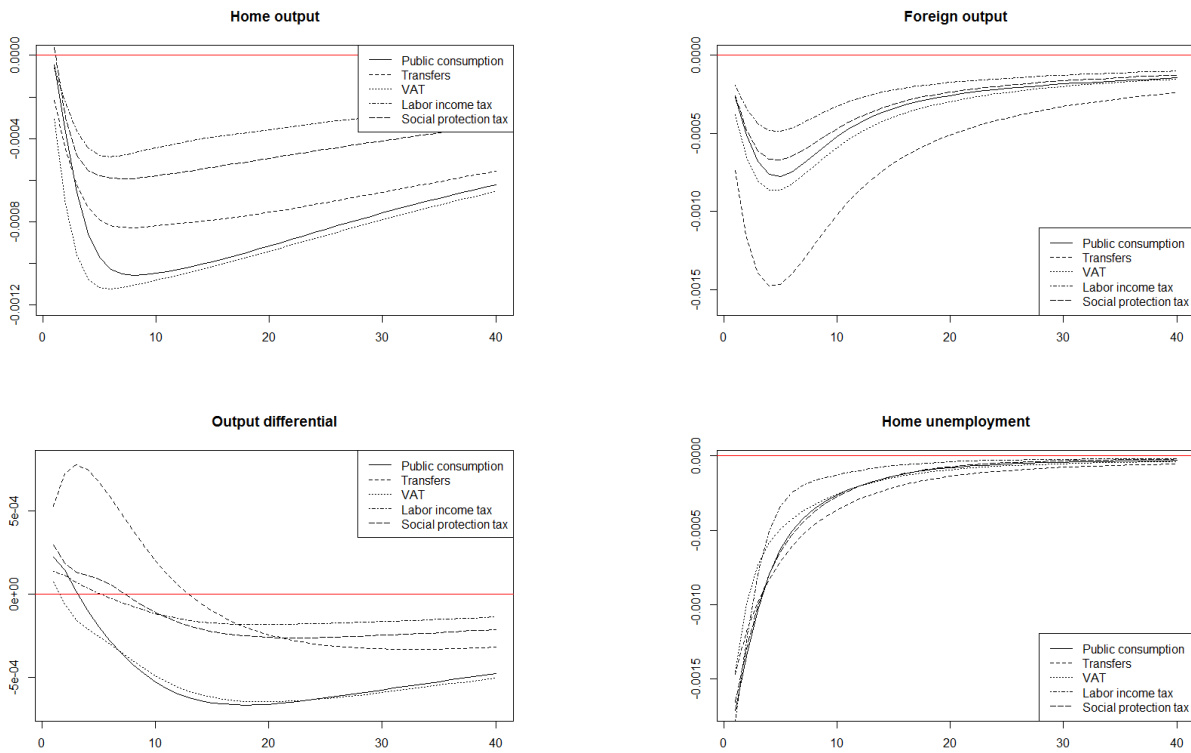 Home output
0.0000
-0.0004
-0.0008
-0.0012
0 10 20 30 40
Public consumption
Transfers
VAT
Labor income tax
Social protection tax
Foreign output
0.0000
-0.0005
-0.0010
-0.0015
0 10 20 30 40
Public consumption
Transfers
VAT
Labor income tax
Social protection tax
Output differential
5e-04
0e+00
-5e-04
0 10 20 30 40
Public consumption
Transfers
VAT
Labor income tax
Social protection tax
Home unemployment
0.0000
-0.0005
-0.0010
-0.0015
0 10 20 30 40
Public consumption
Transfers
VAT
Labor income tax
Social protection tax